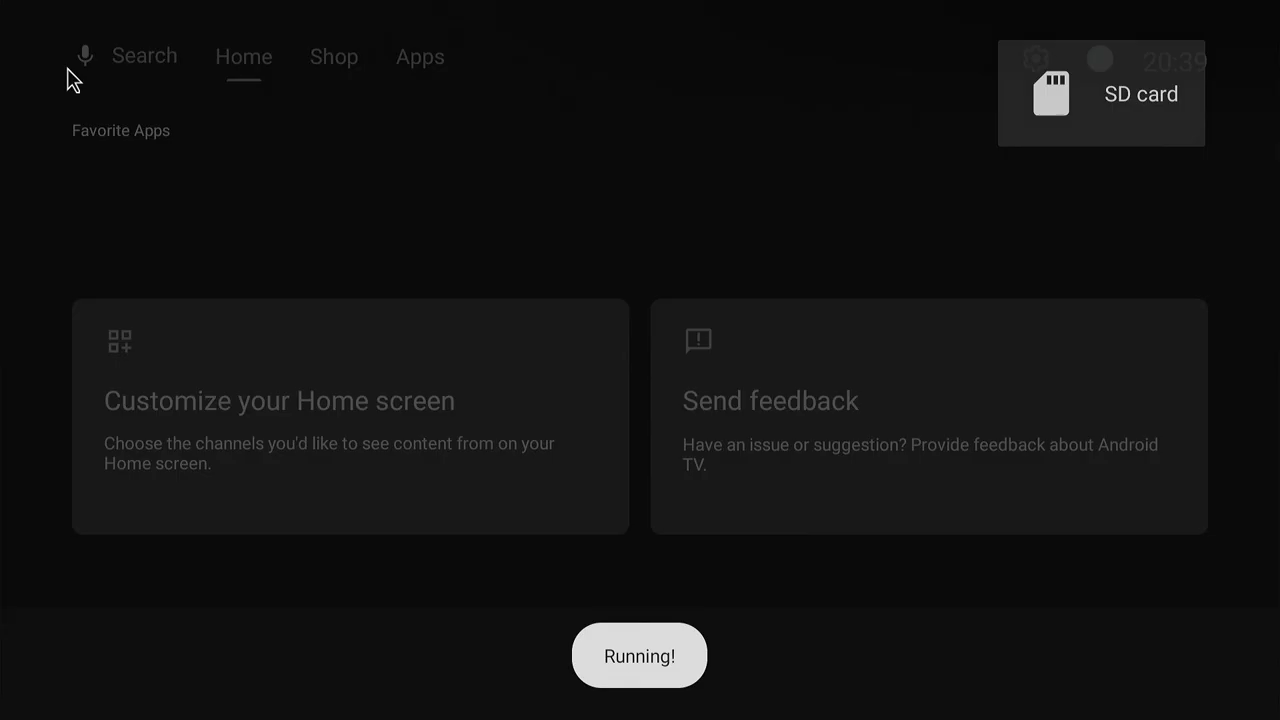 Search Home Shop Apps 20:39
SD card
Favorite Apps
Customize your Home screen
Choose the channels you'd like to see content from on your
Home screen.
Send feedback
Have an issue or suggestion? Provide feedback about Android
TV.
Running!